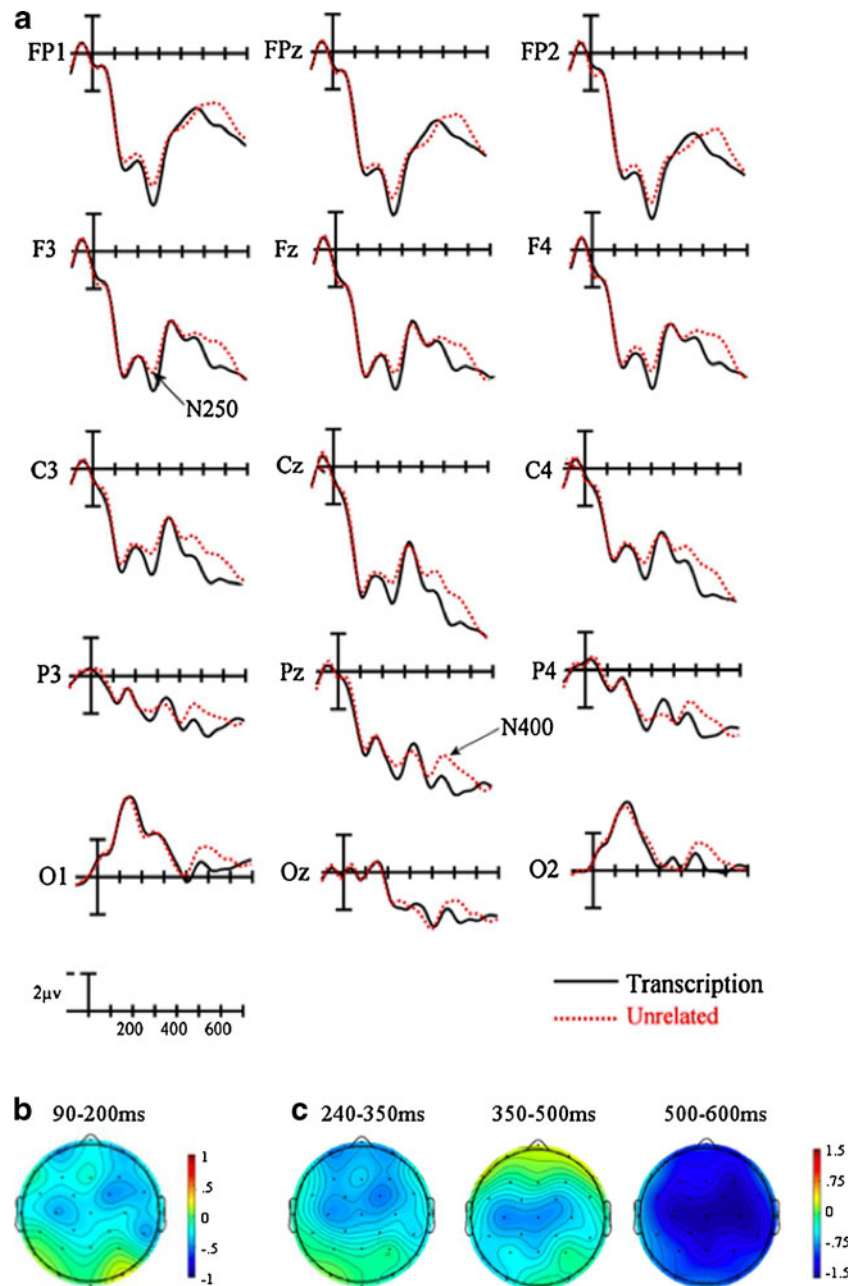 a
FP1 FPz FP2
F3 Fz F4
N250
C3 Cz C4
P3 Pz P4
N400
O1 Oz O2
2μv
200 400 600
Transcription
Unrelated
b c
90-200ms 240-350ms 350-500ms 500-600ms
1 1.5
.5 .75
0 0
-.5 -.75
-1 -1.5